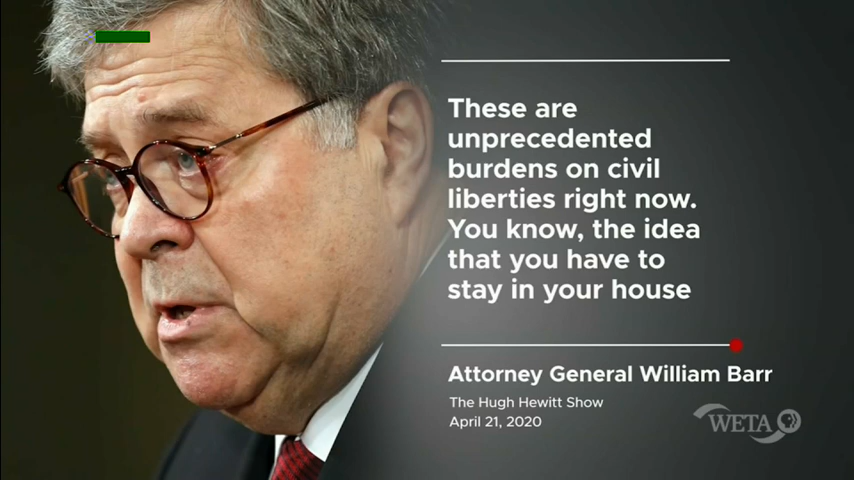 These are
unprecedented
burdens on civil
liberties right now.
You know, the idea
that you have to
stay in your house
Attorney General William Barr
The Hugh Hewitt Show
April 21, 2020
WETA
PBS